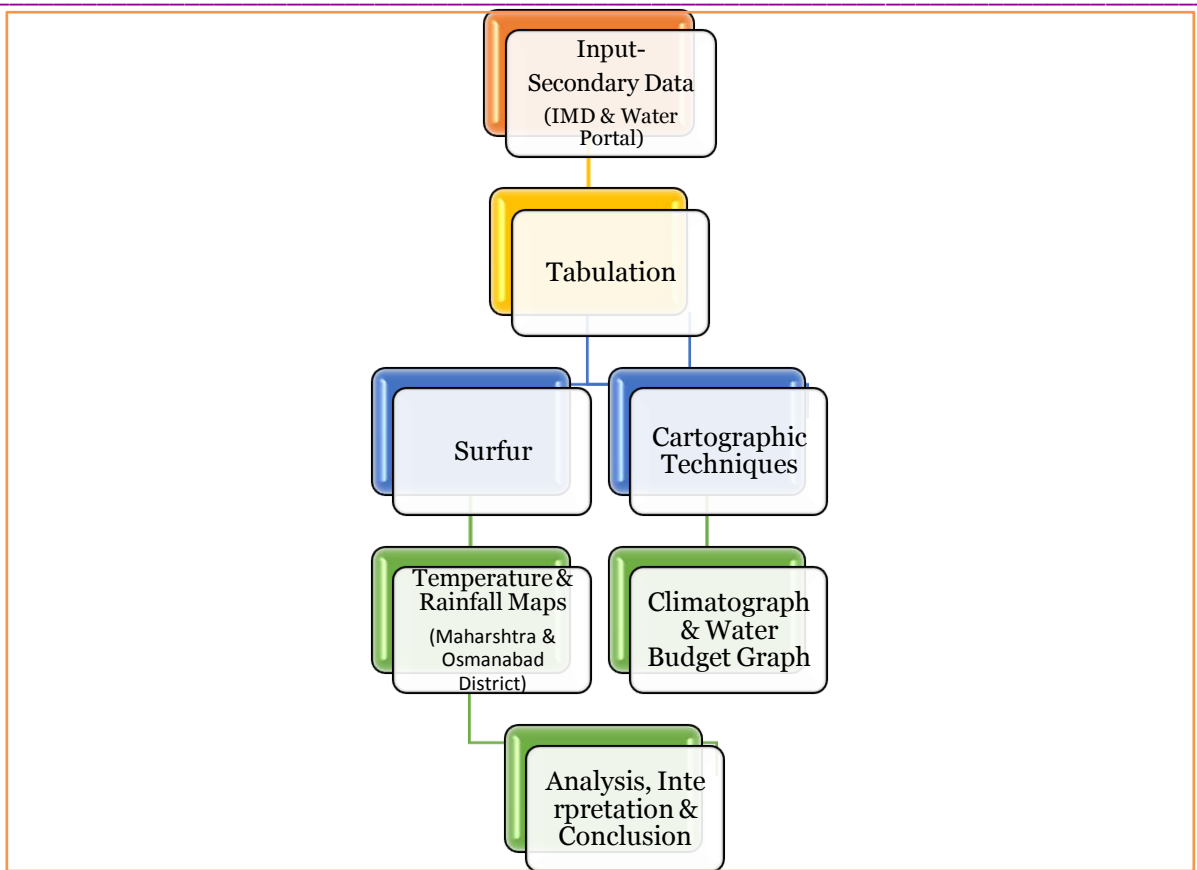 Input-
Secondary Data
(IMD & Water
Portal)
Tabulation
Surfur
Cartographic
Techniques
Temperature &
Rainfall Maps
(Maharshtra &
Osmanabad
District)
Climatograph
& Water
Budget Graph
Analysis, Inte
rpretation &
Conclusion